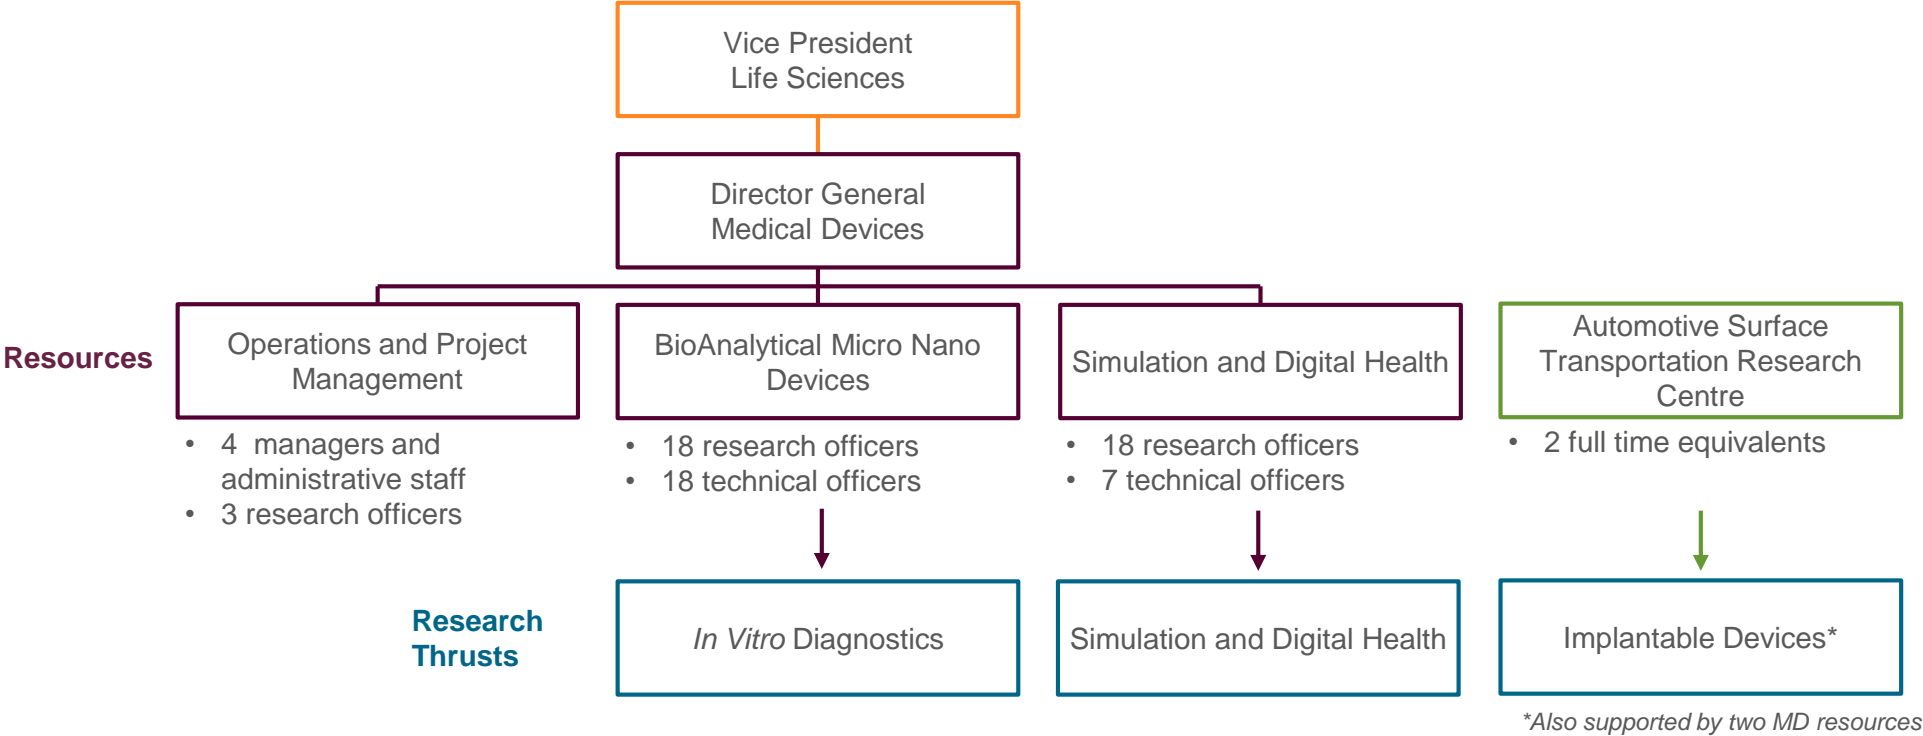 Vice President
Life Sciences
Director General
Medical Devices
Resources
Operations and Project
Management
BioAnalytical Micro Nano
Devices
Simulation and Digital Health
Automotive Surface
Transportation Research
Centre
• 4 managers and
administrative staff
• 3 research officers
• 18 research officers
• 18 technical officers
• 18 research officers
• 7 technical officers
• 2 full time equivalents
Research
Thrusts
In Vitro Diagnostics
Simulation and Digital Health
Implantable Devices*
*Also supported by two MD resources